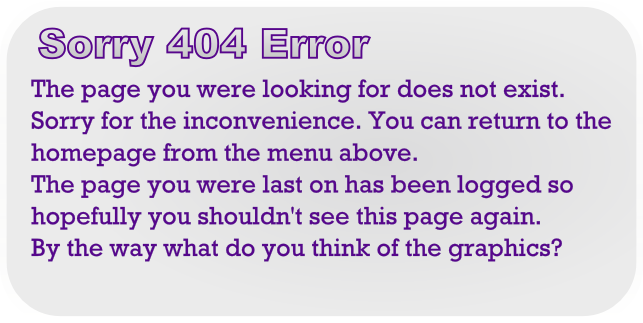 Sorry 404 Error
The page you were looking for does not exist.
Sorry for the inconvenience. You can return to the
homepage from the menu above.
The page you were last on has been logged so
hopefully you shouldn't see this page again.
By the way what do you think of the graphics?